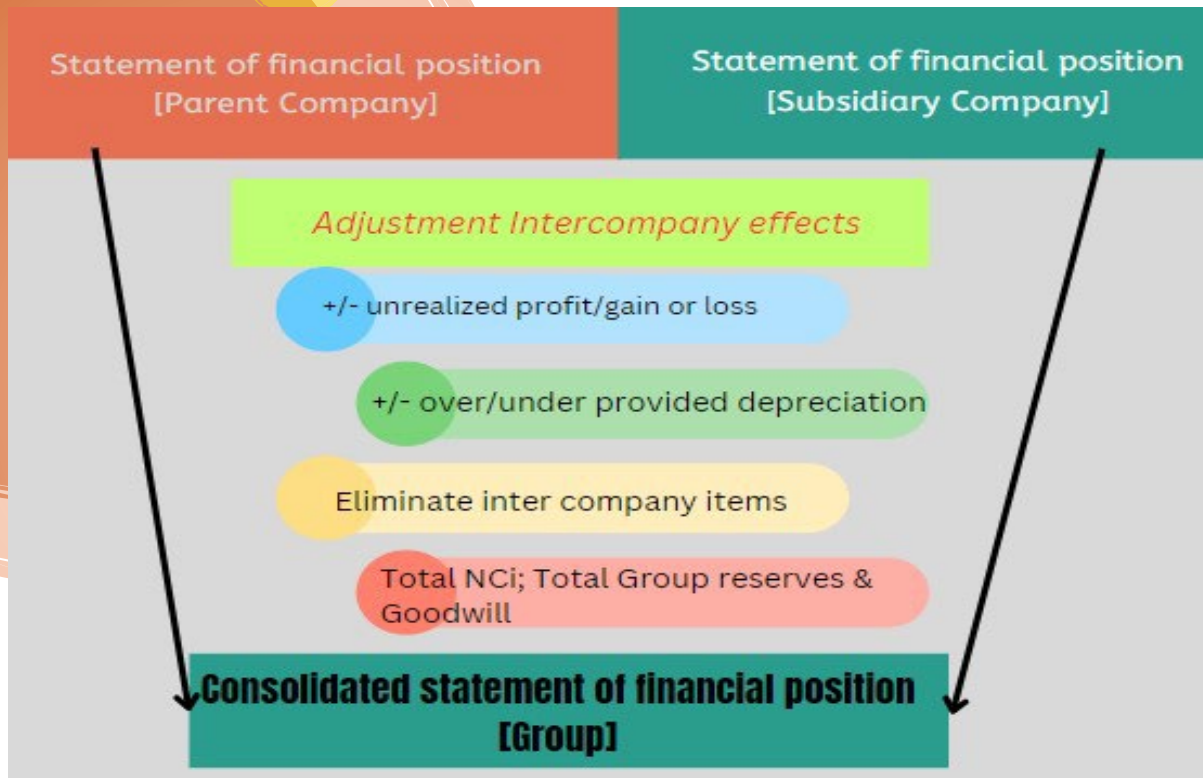 Statement of financial position
[Parent Company]
Statement of financial position
[Subsidiary Company]
Adjustment Intercompany effects
+/- unrealized profit/gain or loss
+/- over/under provided depreciation
Eliminate inter company items
Total NCi; Total Group reserves &
Goodwill
Consolidated statement of financial position
[Group]